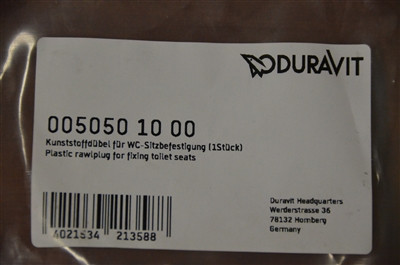 DURAVIT
005050 10 00
Kunststoffdübel für WC-Sitzbefestigung (1Stück)
Plastic rawlplug for fixing toilet seats
Duravit Headquarters
Werderstrasse 36
78132 Hornberg
Germany
4021534 213588